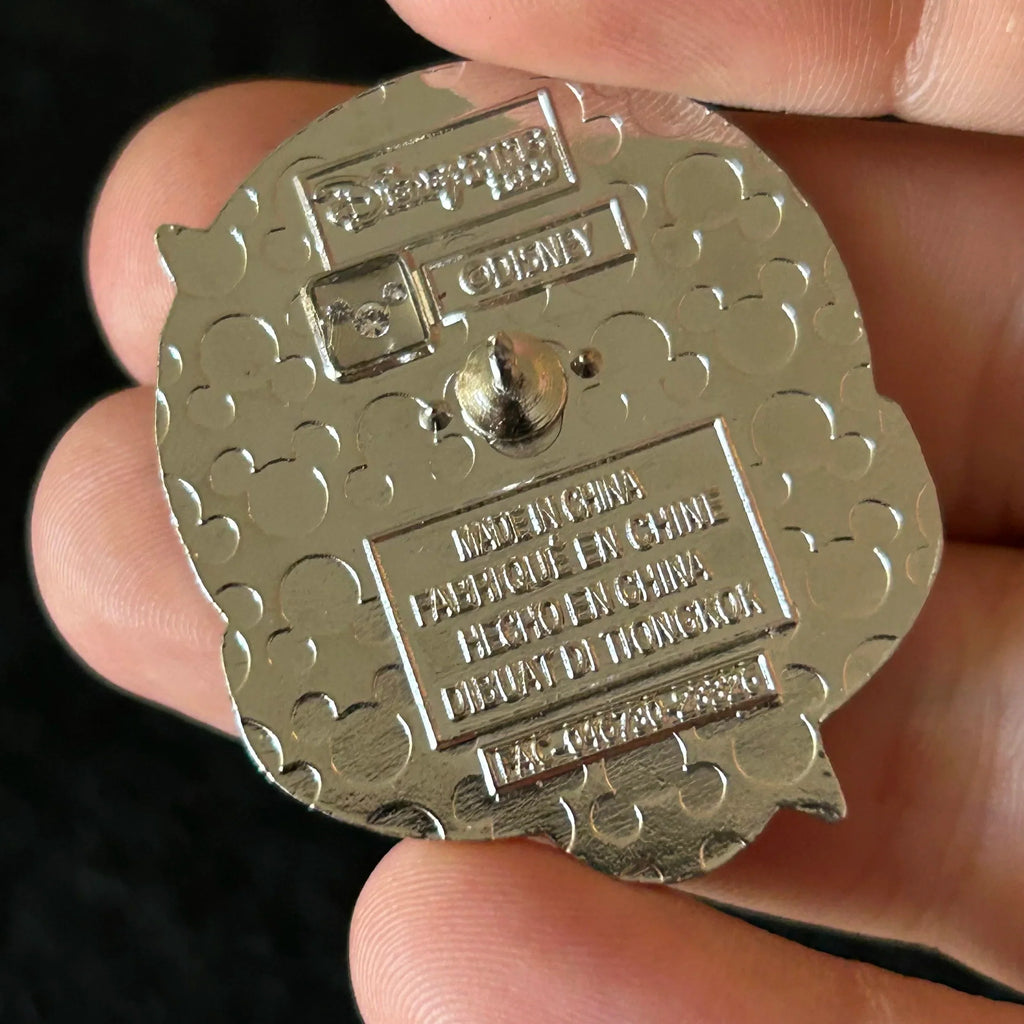 Disney PINS
©DISNEY
MADE IN CHINA
FABRIQUÉ EN CHINE
HECHO EN CHINA
DIBUAT DI TIONGKOK